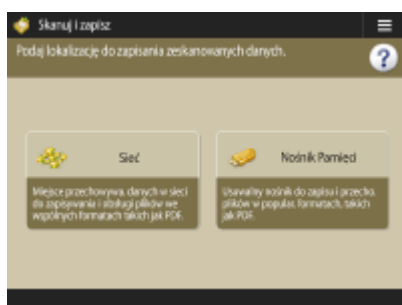 Skanuj i zapisz
Podaj lokalizację do zapisania zeskanowanych danych.
?
Sieć
Nośnik Pamięci
Miejsce przechowywa. danych w sieci
do zapisywania i obsługi plików we
wspólnych formatach takich jak PDF.
Usuwalny nośnik do zapisu i przecho.
plików w popular. formatach, takich
jak PDF.